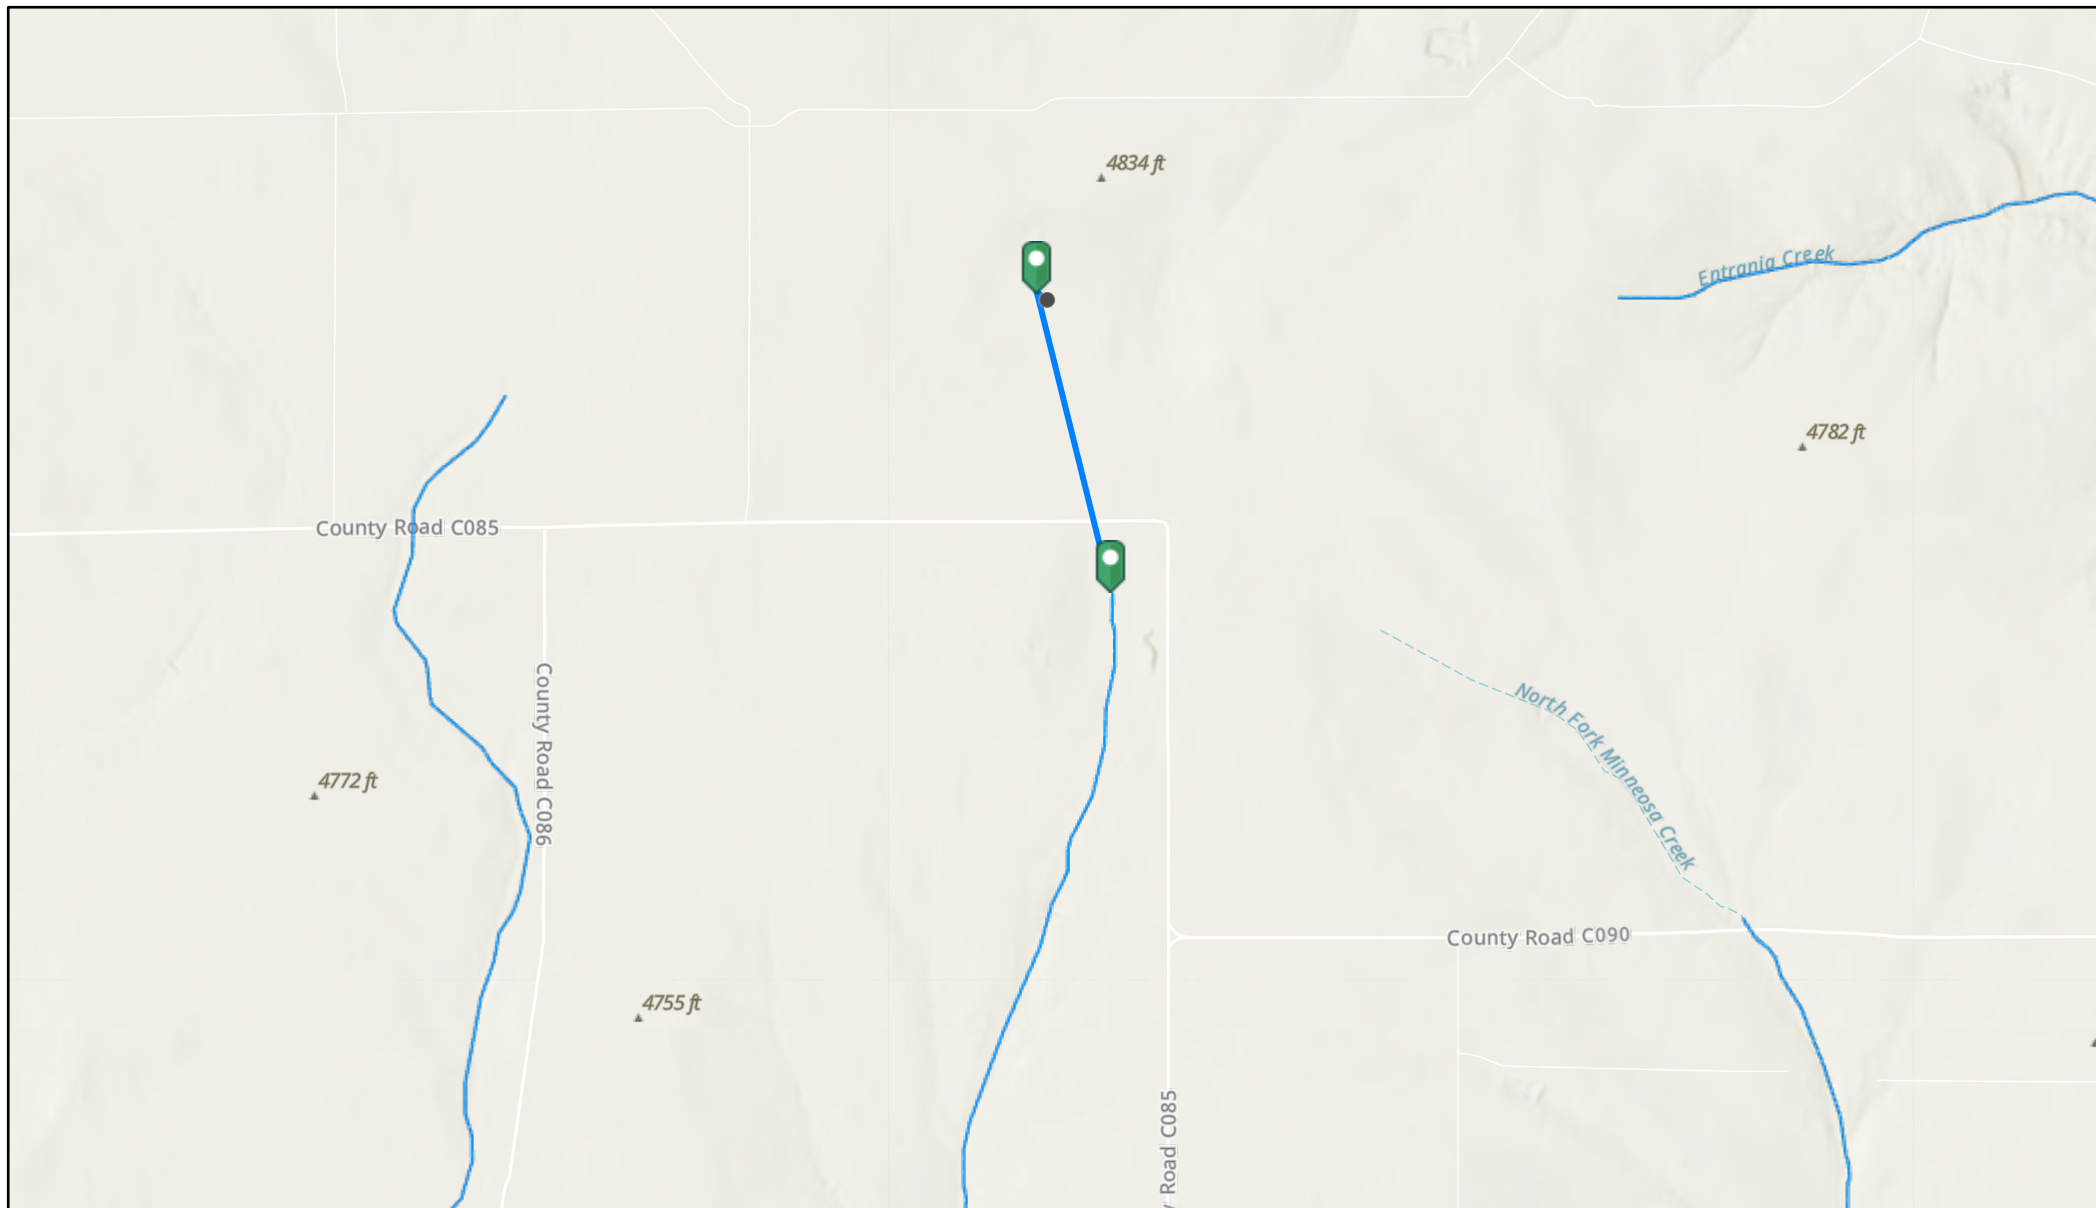 4834 ft
Entrania Creek
4782 ft
County Road C085
County Road C086
North Fork Minneosa Creek
4772 ft
County Road C090
4755 ft
y Road C085